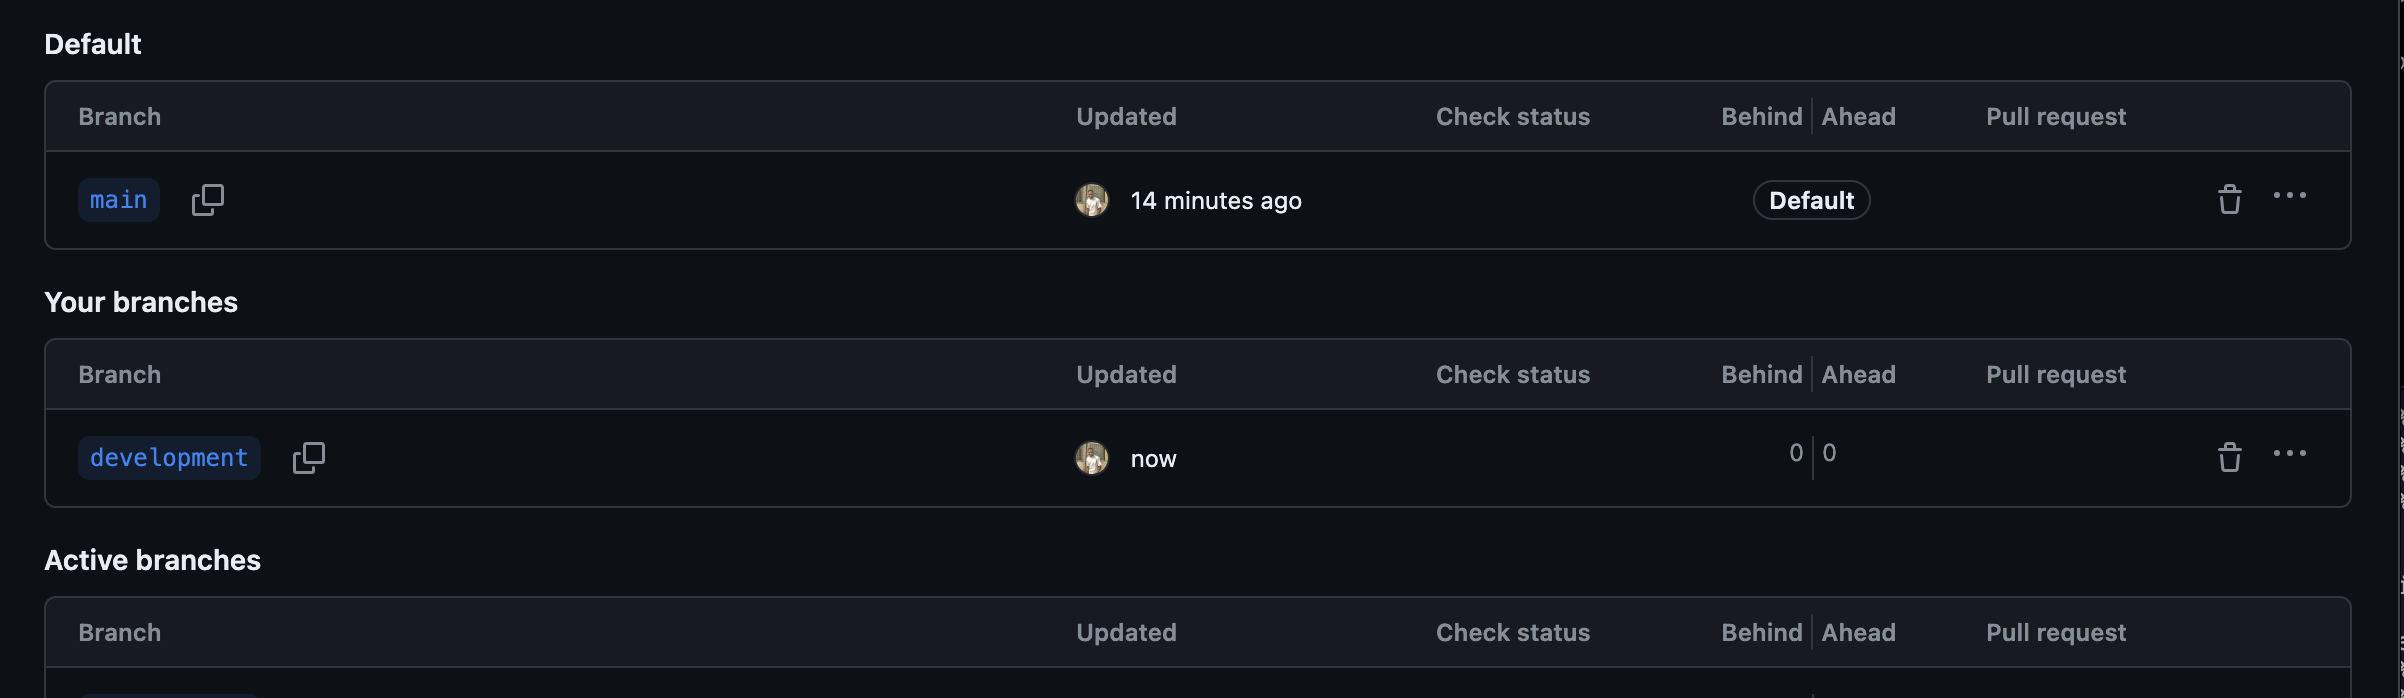 Default
Branch Updated Check status Behind Ahead Pull request
main 14 minutes ago Default
Your branches
Branch Updated Check status Behind Ahead Pull request
development now 0 0
Active branches
Branch Updated Check status Behind Ahead Pull request